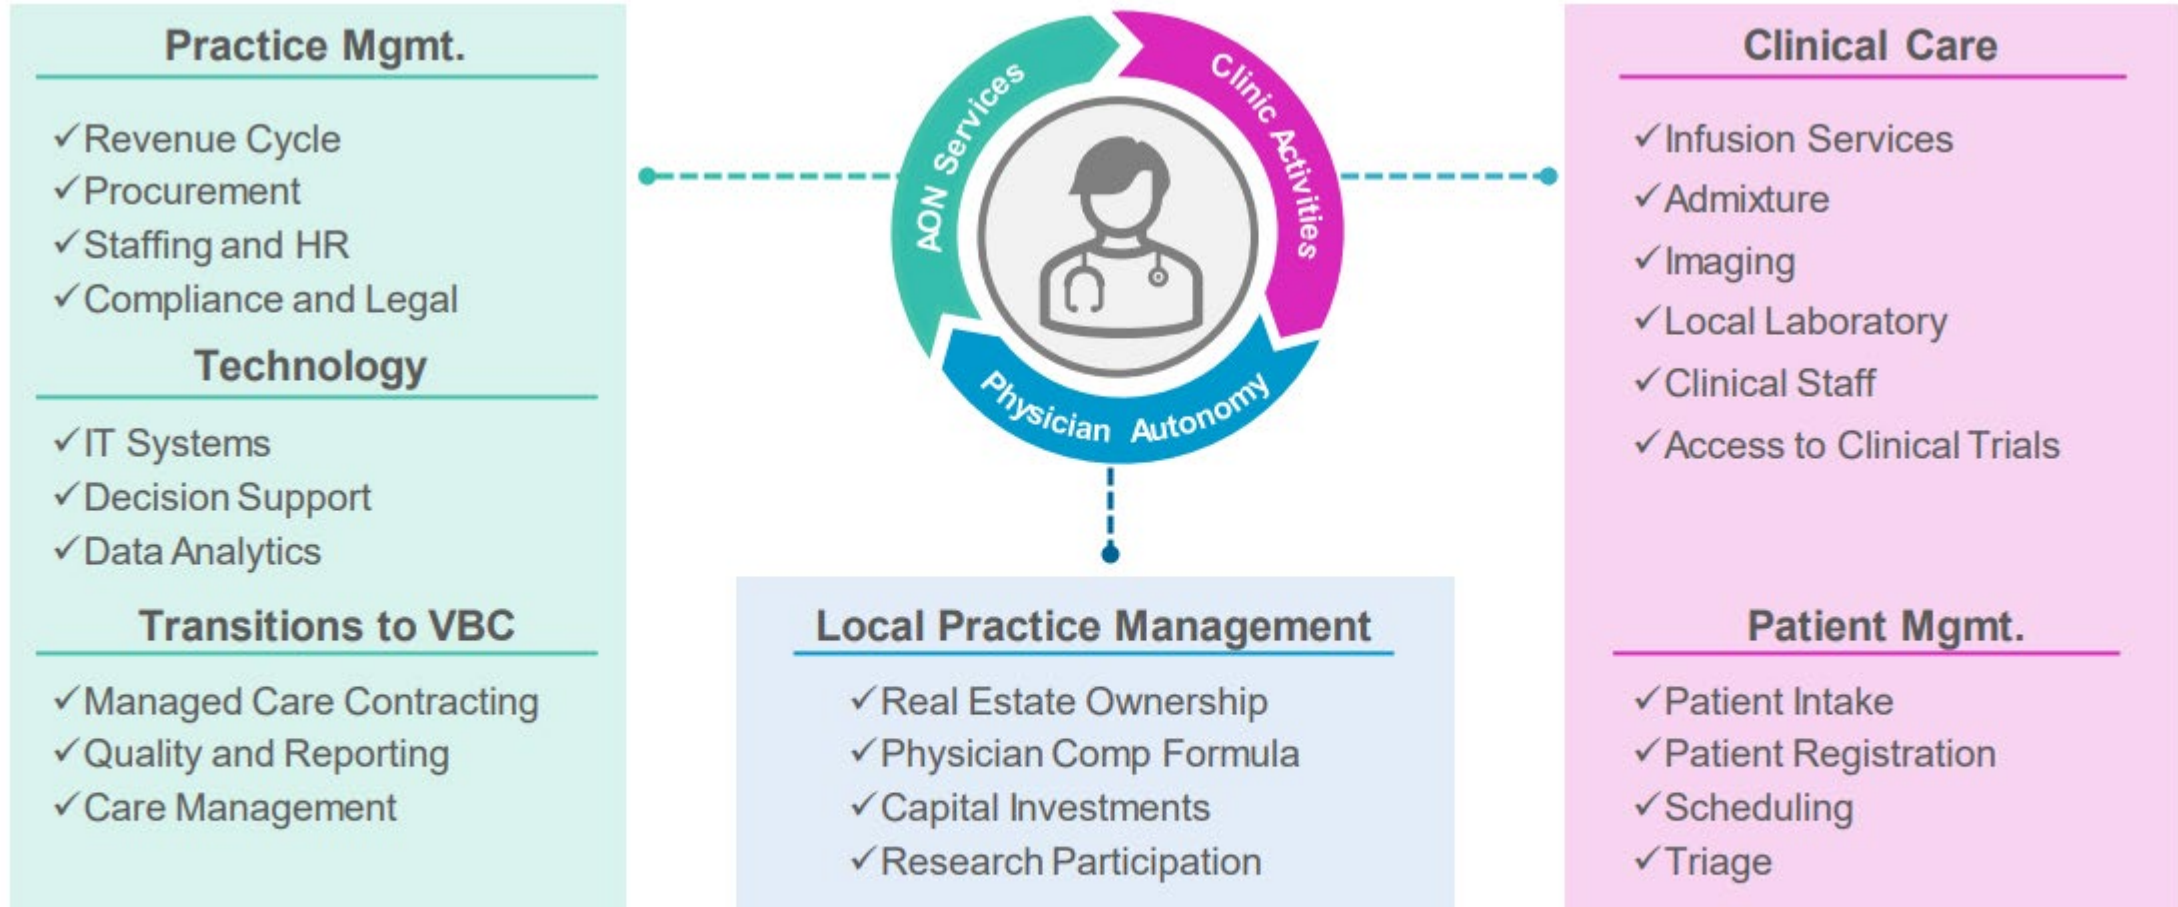 Practice Mgmt.
✓Revenue Cycle
✓Procurement
✓Staffing and HR
✓Compliance and Legal
Technology
✓IT Systems
✓Decision Support
✓Data Analytics
Transitions to VBC
✓Managed Care Contracting
✓Quality and Reporting
✓Care Management
AON Services
Clinic Activities
Physician Autonomy
Local Practice Management
✓Real Estate Ownership
✓Physician Comp Formula
✓Capital Investments
✓Research Participation
Clinical Care
✓Infusion Services
✓Admixture
✓Imaging
✓Local Laboratory
✓Clinical Staff
✓Access to Clinical Trials
Patient Mgmt.
✓Patient Intake
✓Patient Registration
✓Scheduling
✓Triage